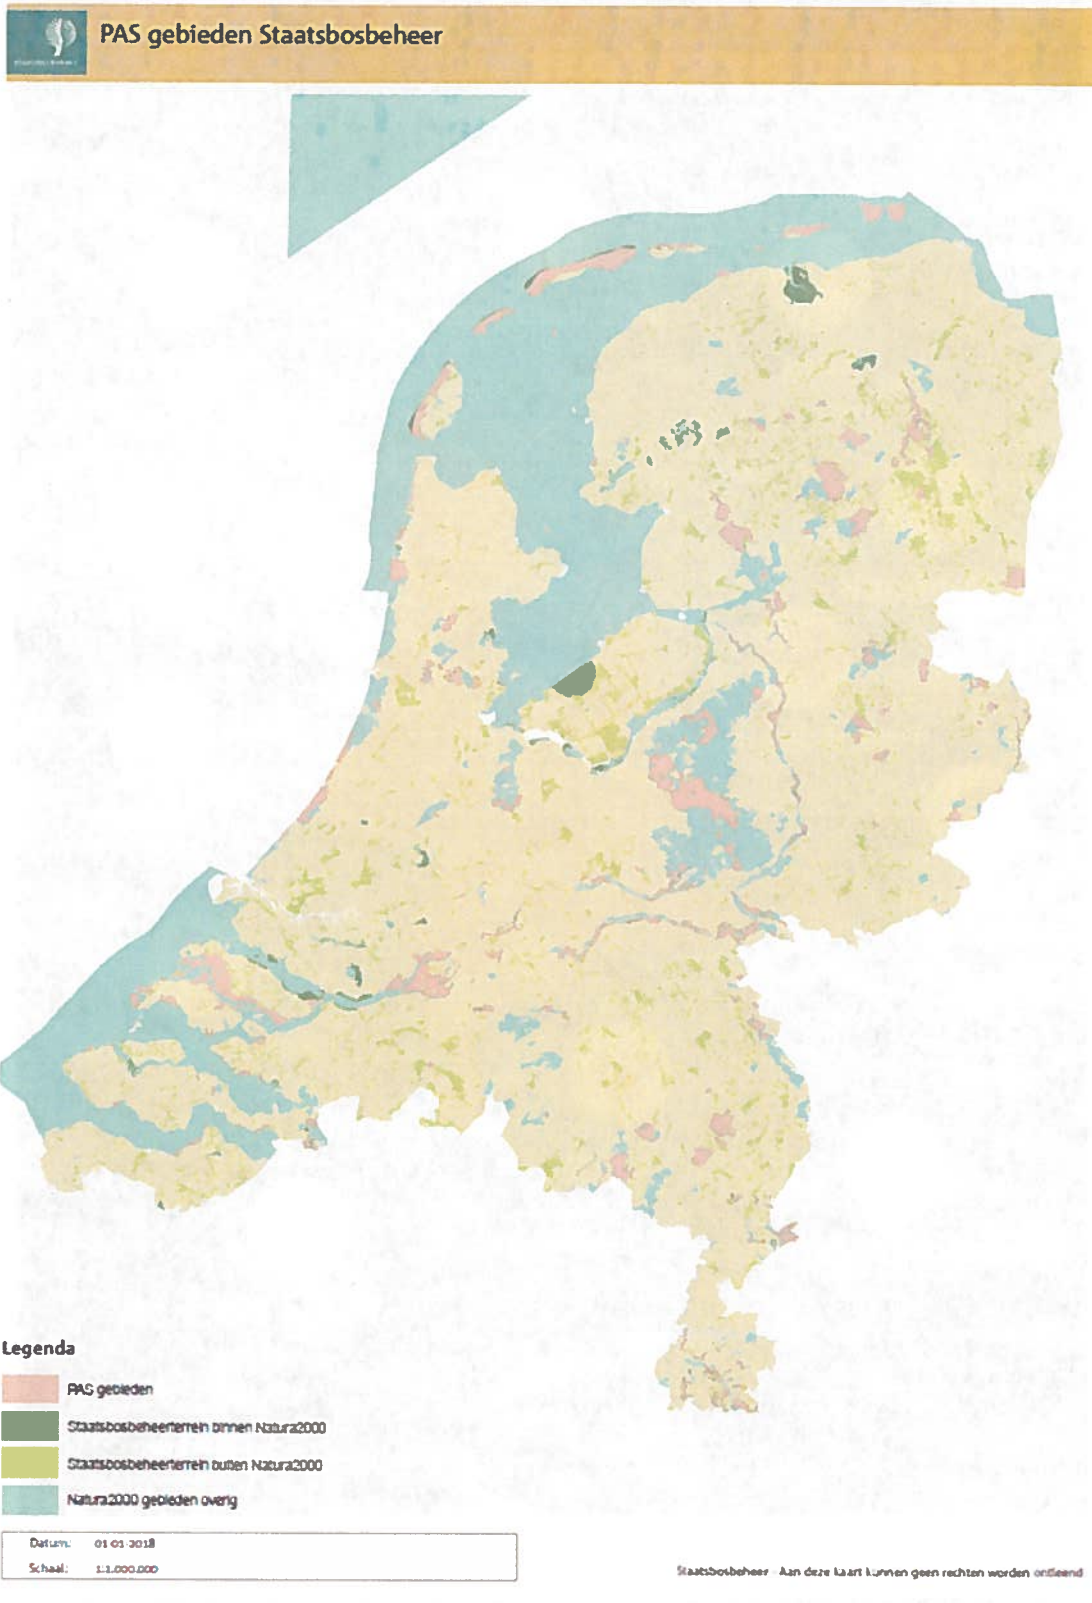 PAS gebieden Staatsbosbeheer
Legenda
PAS gebieden
Staatsbosbeheerterrein binnen Natura2000
Staatsbosbeheerterrein buiten Natura2000
Natura2000 gebieden overig
Datum: 01-01-2018
Schaal: 1:1.000.000
Staatsbosbeheer - Aan deze kaart kunnen geen rechten worden ontleend